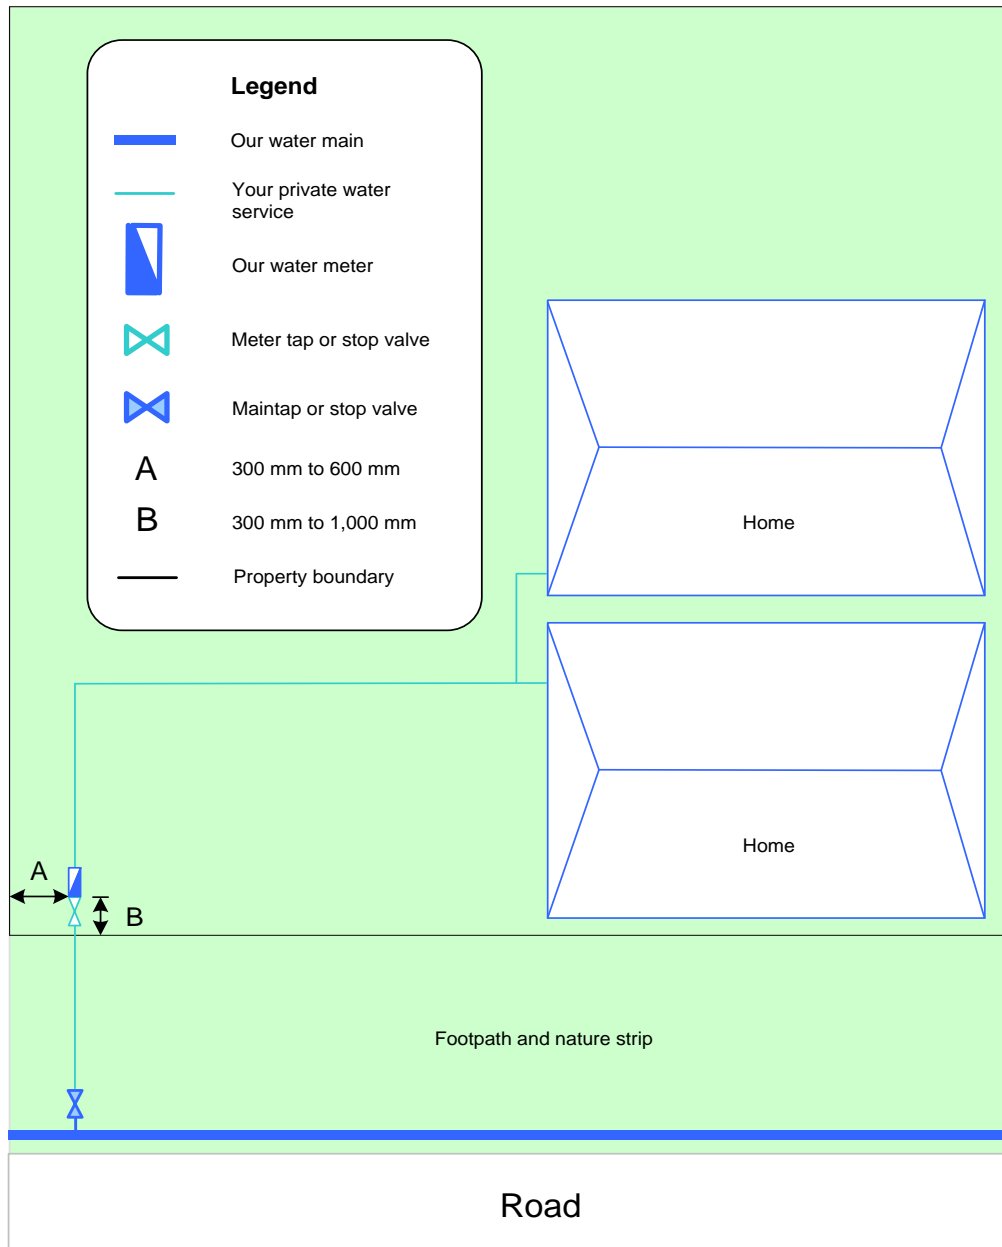 Legend
Our water main
Your private water
service
Our water meter
Meter tap or stop valve
Maintap or stop valve
A
300 mm to 600 mm
B
300 mm to 1,000 mm
Property boundary
Home
Home
A
B
Footpath and nature strip
Road